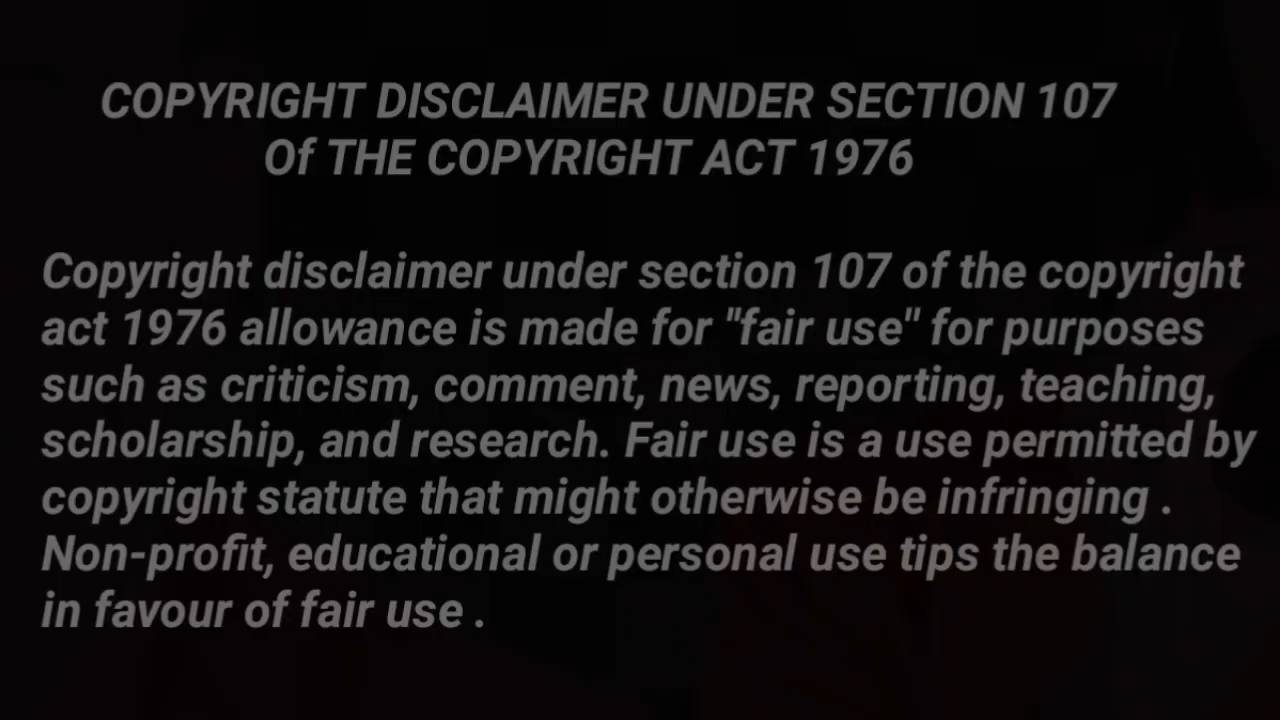 COPYRIGHT DISCLAIMER UNDER SECTION 107
Of THE COPYRIGHT ACT 1976
Copyright disclaimer under section 107 of the copyright
act 1976 allowance is made for "fair use" for purposes
such as criticism, comment, news, reporting, teaching,
scholarship, and research. Fair use is a use permitted by
copyright statute that might otherwise be infringing .
Non-profit, educational or personal use tips the balance
in favour of fair use .